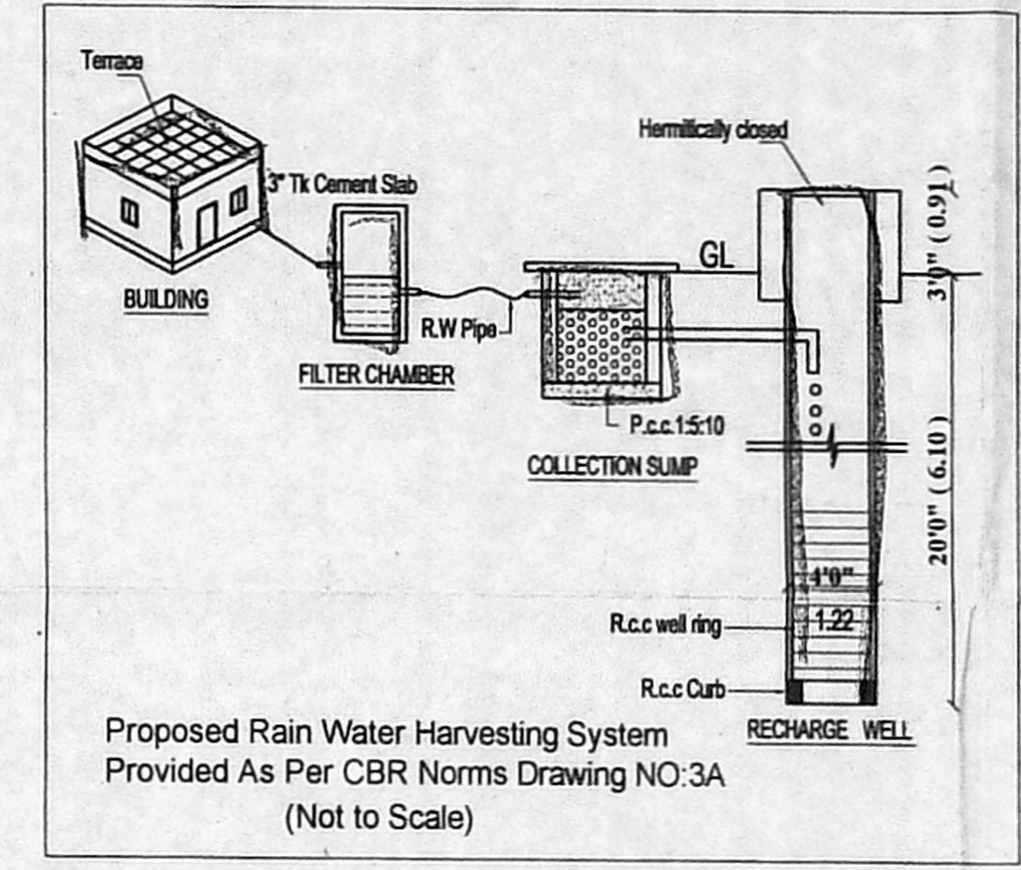 Terrace
3" Tk Cement Slab
BUILDING
FILTER CHAMBER
R.W Pipe
P.c.c.1:5:10
COLLECTION SUMP
GL
Hermitically closed
3'0" ( 0.91 )
20'0" ( 6.10 )
4'0"
1.22
R.c.c well ring
R.c.c Curb
RECHARGE WELL
Proposed Rain Water Harvesting System
Provided As Per CBR Norms Drawing NO:3A
(Not to Scale)